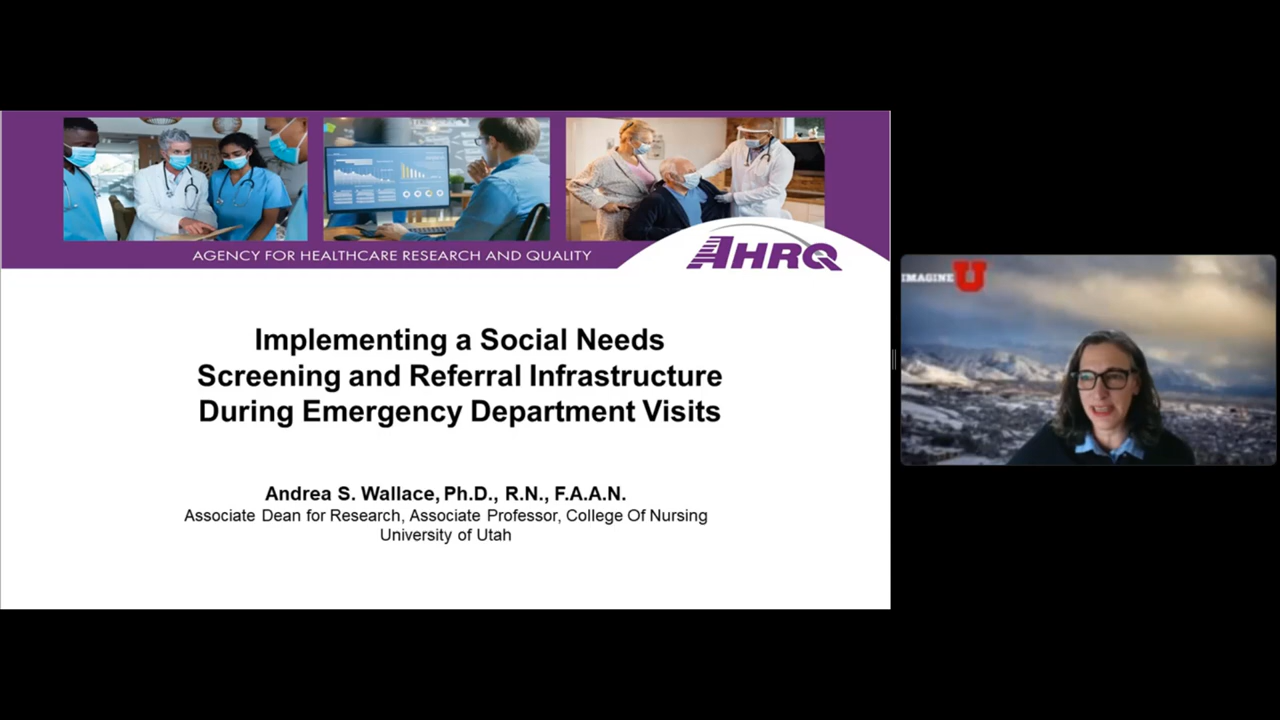 AGENCY FOR HEALTHCARE RESEARCH AND QUALITY
AHRQ
IMAGINE U
Implementing a Social Needs
Screening and Referral Infrastructure
During Emergency Department Visits
Andrea S. Wallace, Ph.D., R.N., F.A.A.N.
Associate Dean for Research, Associate Professor, College Of Nursing
University of Utah